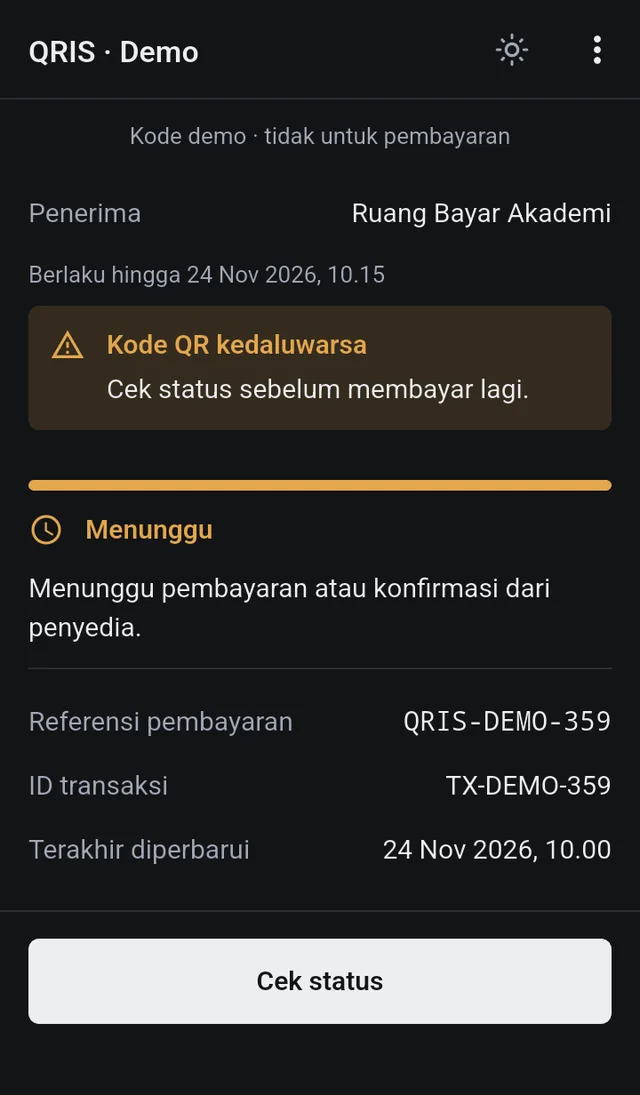 QRIS · Demo
Kode demo · tidak untuk pembayaran
Penerima Ruang Bayar Akademi
Berlaku hingga 24 Nov 2026, 10.15
Kode QR kedaluwarsa
Cek status sebelum membayar lagi.
Menunggu
Menunggu pembayaran atau konfirmasi dari
penyedia.
Referensi pembayaran QRIS-DEMO-359
ID transaksi TX-DEMO-359
Terakhir diperbarui 24 Nov 2026, 10.00
Cek status